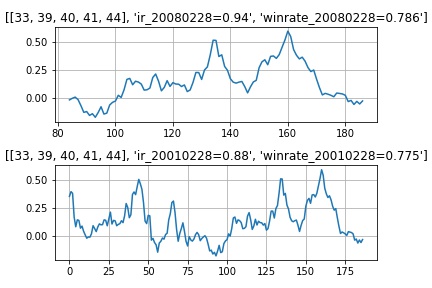 [[33, 39, 40, 41, 44], 'ir_20080228=0.94', 'winrate_20080228=0.786']
0.50
0.25
0.00
80 100 120 140 160 180
[[33, 39, 40, 41, 44], 'ir_20010228=0.88', 'winrate_20010228=0.775']
0.50
0.25
0.00
0 25 50 75 100 125 150 175